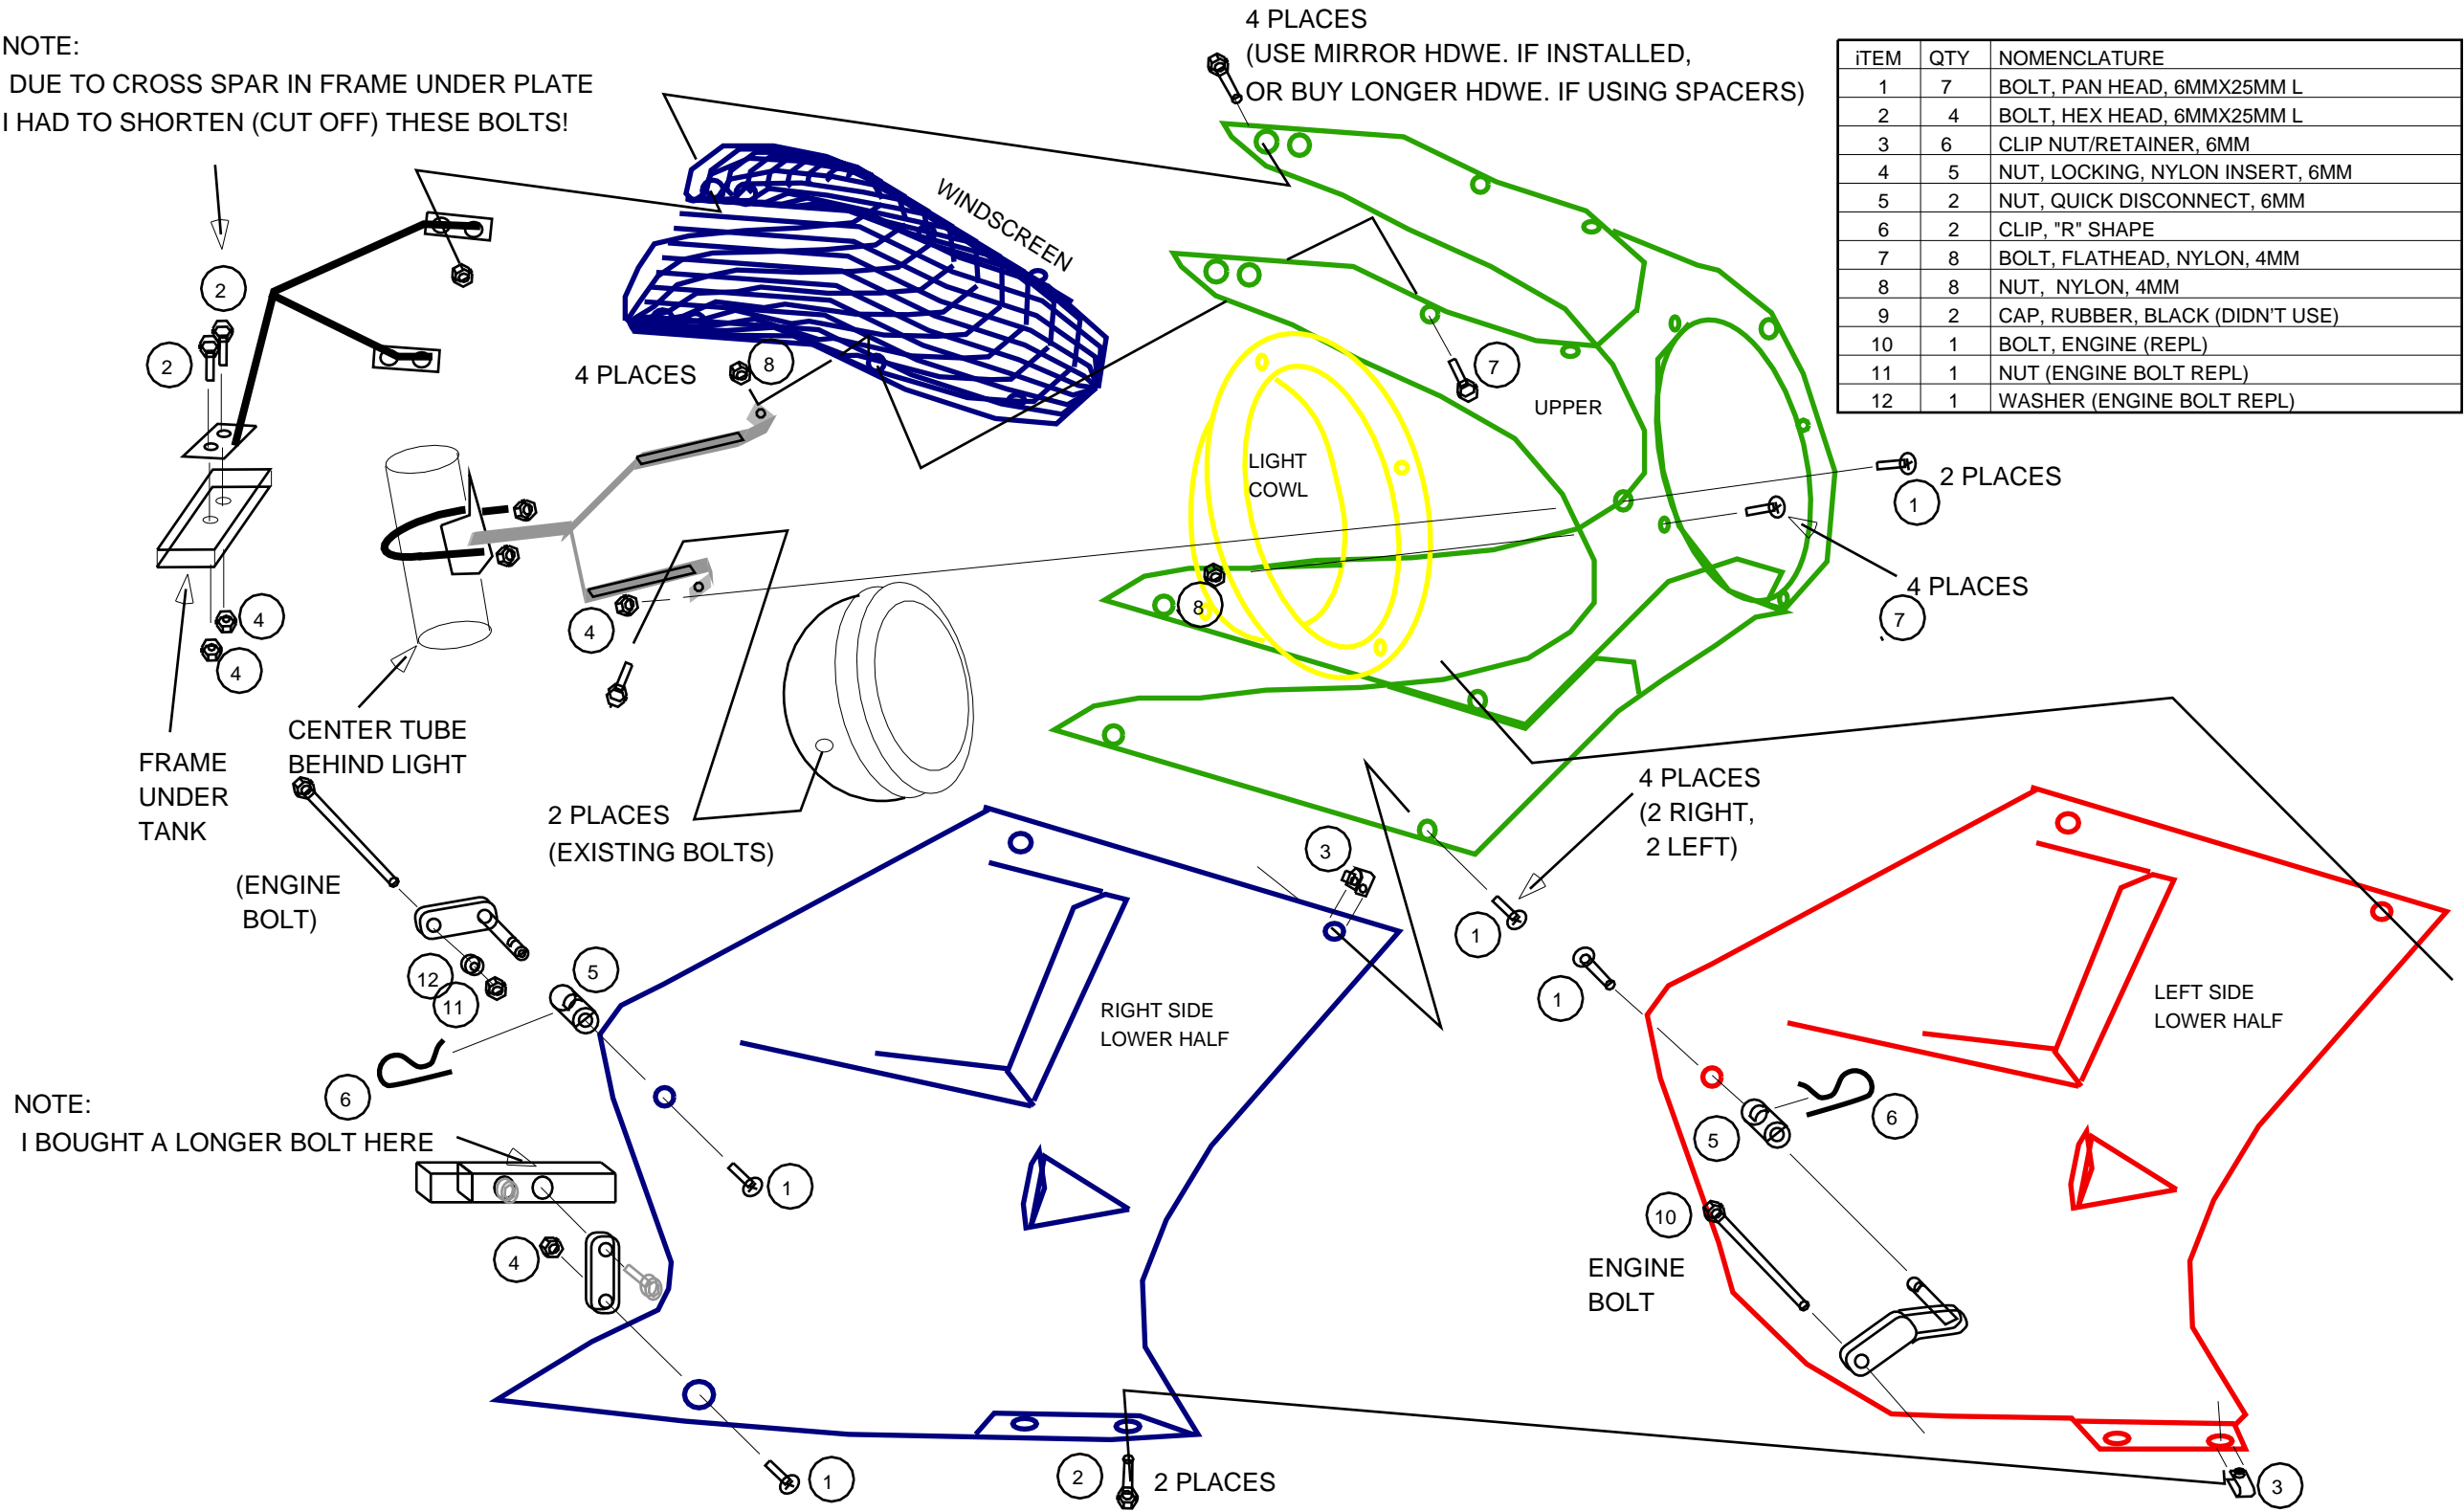 NOTE:
DUE TO CROSS SPAR IN FRAME UNDER PLATE
I HAD TO SHORTEN (CUT OFF) THESE BOLTS!
4 PLACES
(USE MIRROR HDWE. IF INSTALLED,
OR BUY LONGER HDWE. IF USING SPACERS)
iTEM QTY NOMENCLATURE
1 7 BOLT, PAN HEAD, 6MMX25MM L
2 4 BOLT, HEX HEAD, 6MMX25MM L
3 6 CLIP NUT/RETAINER, 6MM
4 5 NUT, LOCKING, NYLON INSERT, 6MM
5 2 NUT, QUICK DISCONNECT, 6MM
6 2 CLIP, "R" SHAPE
7 8 BOLT, FLATHEAD, NYLON, 4MM
8 8 NUT, NYLON, 4MM
9 2 CAP, RUBBER, BLACK (DIDN'T USE)
10 1 BOLT, ENGINE (REPL)
11 1 NUT (ENGINE BOLT REPL)
12 1 WASHER (ENGINE BOLT REPL)
WINDSCREEN
2
2
4 PLACES
8
7
UPPER
LIGHT
COWL
2 PLACES
1
4 PLACES
7
8
4
4
4
CENTER TUBE
BEHIND LIGHT
FRAME
UNDER
TANK
2 PLACES
(EXISTING BOLTS)
4 PLACES
(2 RIGHT,
2 LEFT)
3
1
(ENGINE
BOLT)
12
11
5
6
RIGHT SIDE
LOWER HALF
1
LEFT SIDE
LOWER HALF
NOTE:
I BOUGHT A LONGER BOLT HERE
5
6
1
4
10
ENGINE
BOLT
1
2
2 PLACES
3